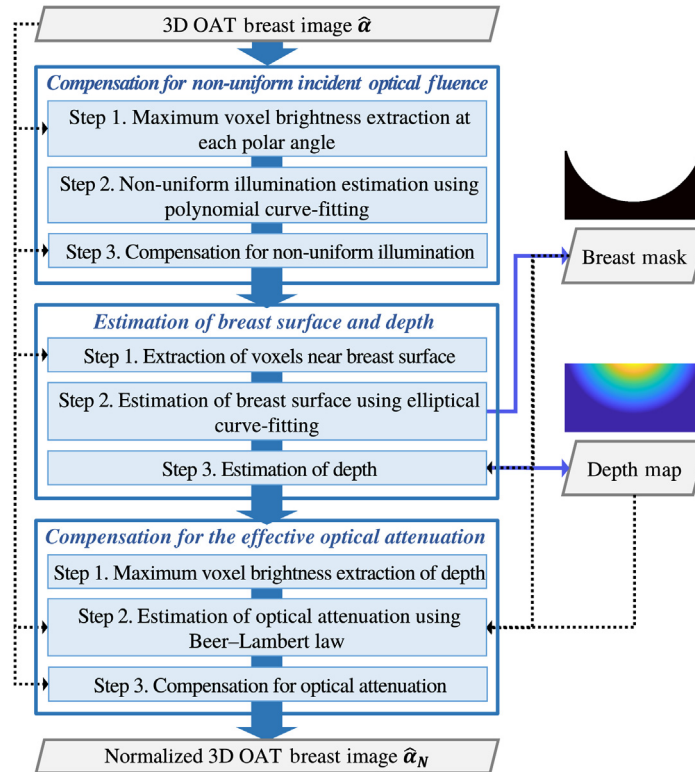 3D OAT breast image α̂
Compensation for non-uniform incident optical fluence
Step 1. Maximum voxel brightness extraction at
each polar angle
Step 2. Non-uniform illumination estimation using
polynomial curve-fitting
Step 3. Compensation for non-uniform illumination
Breast mask
Estimation of breast surface and depth
Step 1. Extraction of voxels near breast surface
Step 2. Estimation of breast surface using elliptical
curve-fitting
Step 3. Estimation of depth
Depth map
Compensation for the effective optical attenuation
Step 1. Maximum voxel brightness extraction of depth
Step 2. Estimation of optical attenuation using
Beer–Lambert law
Step 3. Compensation for optical attenuation
Normalized 3D OAT breast image α̂_N